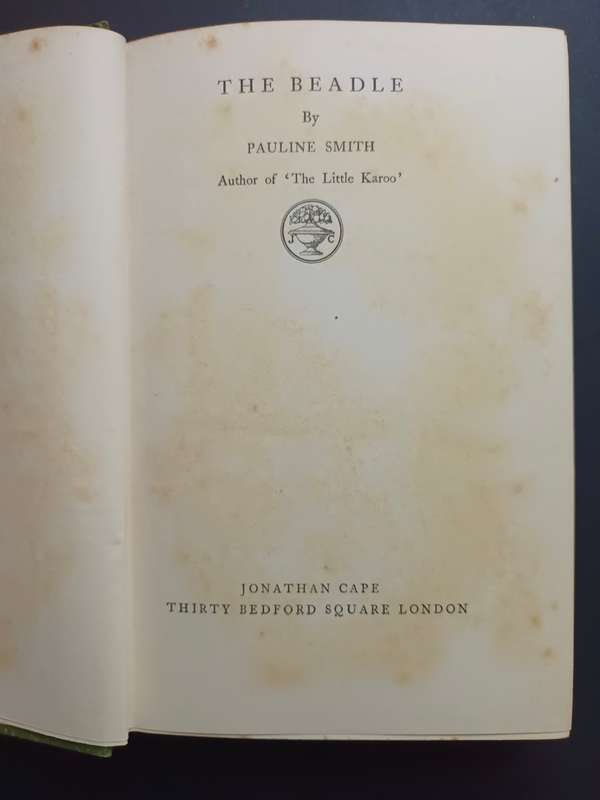 THE BEADLE
By
PAULINE SMITH
Author of ‘The Little Karoo’
J C
JONATHAN CAPE
THIRTY BEDFORD SQUARE LONDON